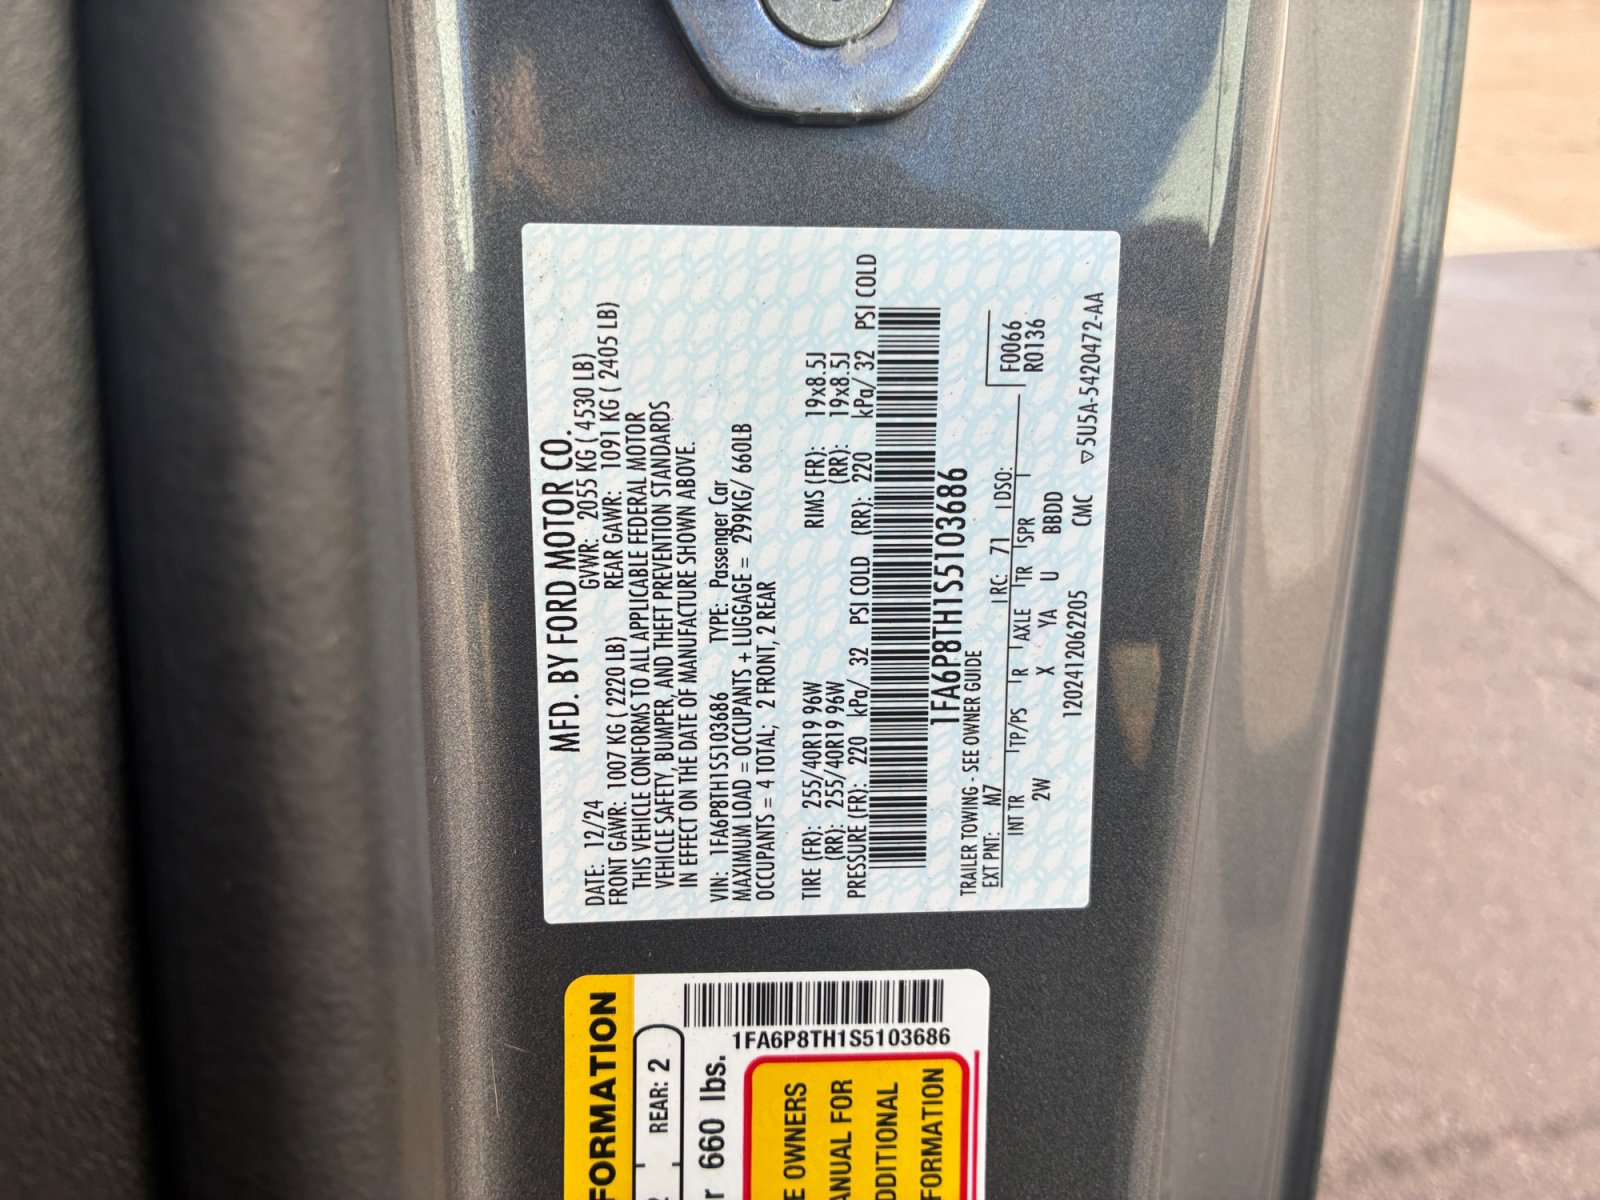 MFD. BY FORD MOTOR CO.
DATE: 12/24 GVWR: 2055 KG ( 4530 LB)
FRONT GAWR: 1007 KG ( 2220 LB) REAR GAWR: 1091 KG ( 2405 LB)
THIS VEHICLE CONFORMS TO ALL APPLICABLE FEDERAL MOTOR
VEHICLE SAFETY, BUMPER, AND THEFT PREVENTION STANDARDS
IN EFFECT ON THE DATE OF MANUFACTURE SHOWN ABOVE.
VIN: 1FA6P8TH1S5103686 TYPE: Passenger Car
MAXIMUM LOAD = OCCUPANTS + LUGGAGE = 299KG/ 660LB
OCCUPANTS = 4 TOTAL; 2 FRONT, 2 REAR
TIRE (FR): 255/40R19 96W RIMS (FR): 19x8.5J
(RR): 255/40R19 96W (RR): 19x8.5J
PRESSURE (FR): 220 kPa/ 32 PSI COLD (RR): 220 kPa/ 32 PSI COLD
1FA6P8TH1S5103686
TRAILER TOWING - SEE OWNER GUIDE
EXT PNT: M7 RC: 71 DSO: F0066
INT TR TP/PS R AXLE TR SPR R0136
2W X YA U BBDD
1202412062205 CMC ▽5U5A-5420472-AA
FORMATION
REAR: 2
r 660 lbs.
1FA6P8TH1S5103686
E OWNERS
ANUAL FOR
DDITIONAL
FORMATION